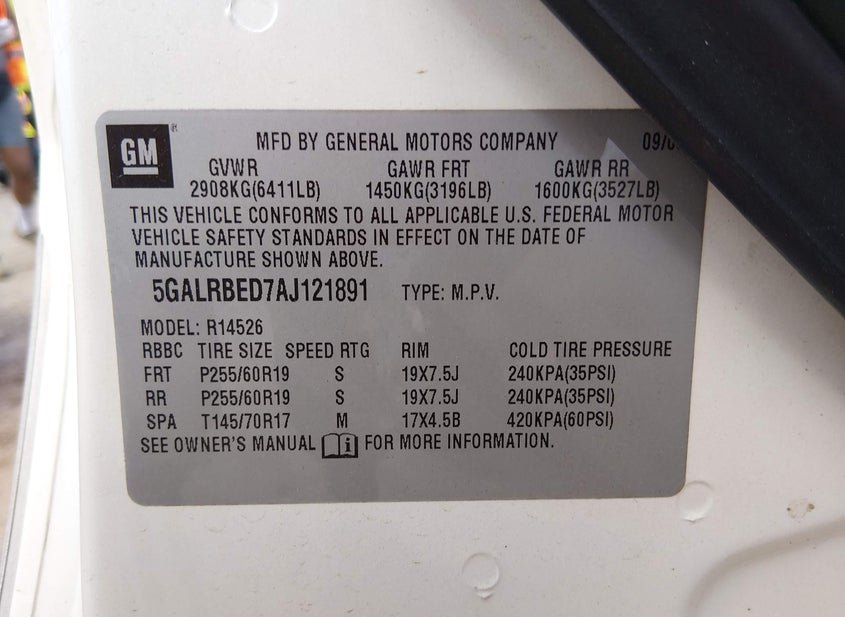 GM
MFD BY GENERAL MOTORS COMPANY 09/0
GVWR GAWR FRT GAWR RR
2908KG(6411LB) 1450KG(3196LB) 1600KG(3527LB)
THIS VEHICLE CONFORMS TO ALL APPLICABLE U.S. FEDERAL MOTOR
VEHICLE SAFETY STANDARDS IN EFFECT ON THE DATE OF
MANUFACTURE SHOWN ABOVE.
5GALRBED7AJ121891 TYPE: M.P.V.
MODEL: R14526
RBBC TIRE SIZE SPEED RTG RIM COLD TIRE PRESSURE
FRT P255/60R19 S 19X7.5J 240KPA(35PSI)
RR P255/60R19 S 19X7.5J 240KPA(35PSI)
SPA T145/70R17 M 17X4.5B 420KPA(60PSI)
SEE OWNER'S MANUAL FOR MORE INFORMATION.